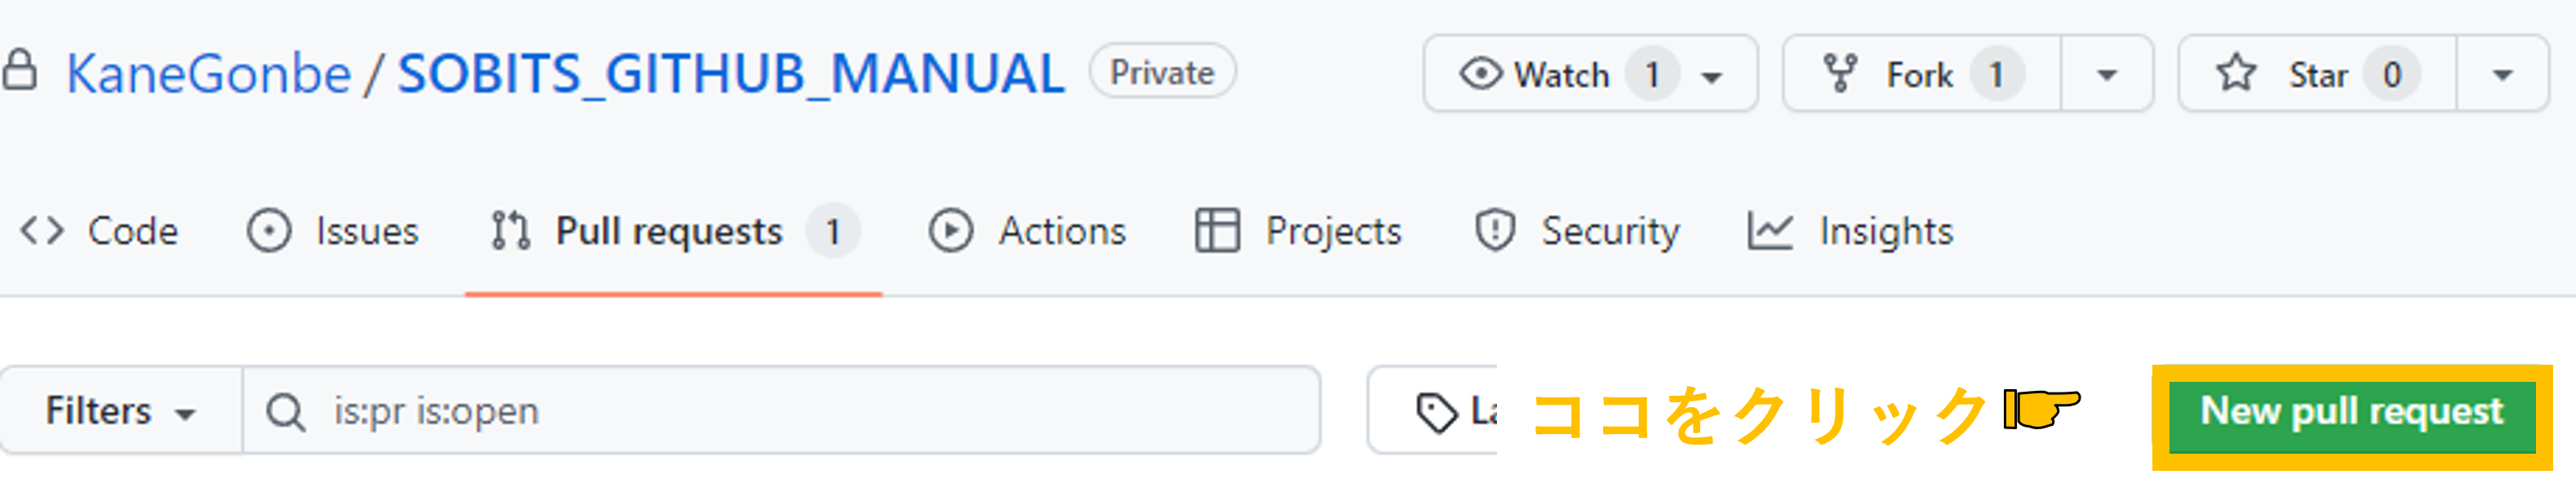 KaneGonbe / SOBITS_GITHUB_MANUAL Private Watch 1 Fork 1 Star 0
Code Issues Pull requests 1 Actions Projects Security Insights
Filters is:pr is:open ココをクリック New pull request